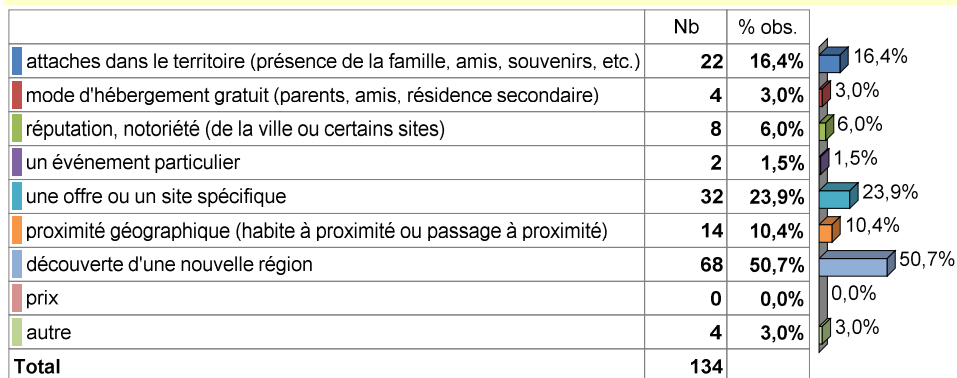 Nb % obs.
attaches dans le territoire (présence de la famille, amis, souvenirs, etc.) 22 16,4% 16,4%
mode d'hébergement gratuit (parents, amis, résidence secondaire) 4 3,0% 3,0%
réputation, notoriété (de la ville ou certains sites) 8 6,0% 6,0%
un événement particulier 2 1,5% 1,5%
une offre ou un site spécifique 32 23,9% 23,9%
proximité géographique (habite à proximité ou passage à proximité) 14 10,4% 10,4%
découverte d'une nouvelle région 68 50,7% 50,7%
prix 0 0,0% 0,0%
autre 4 3,0% 3,0%
Total 134